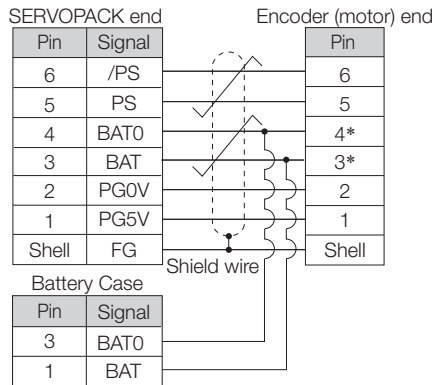 SERVOPACK end Encoder (motor) end
Pin Signal Pin
6 /PS 6
5 PS 5
4 BAT0 4*
3 BAT 3*
2 PG0V 2
1 PG5V 1
Shell FG Shell
Shield wire
Battery Case
Pin Signal
3 BAT0
1 BAT